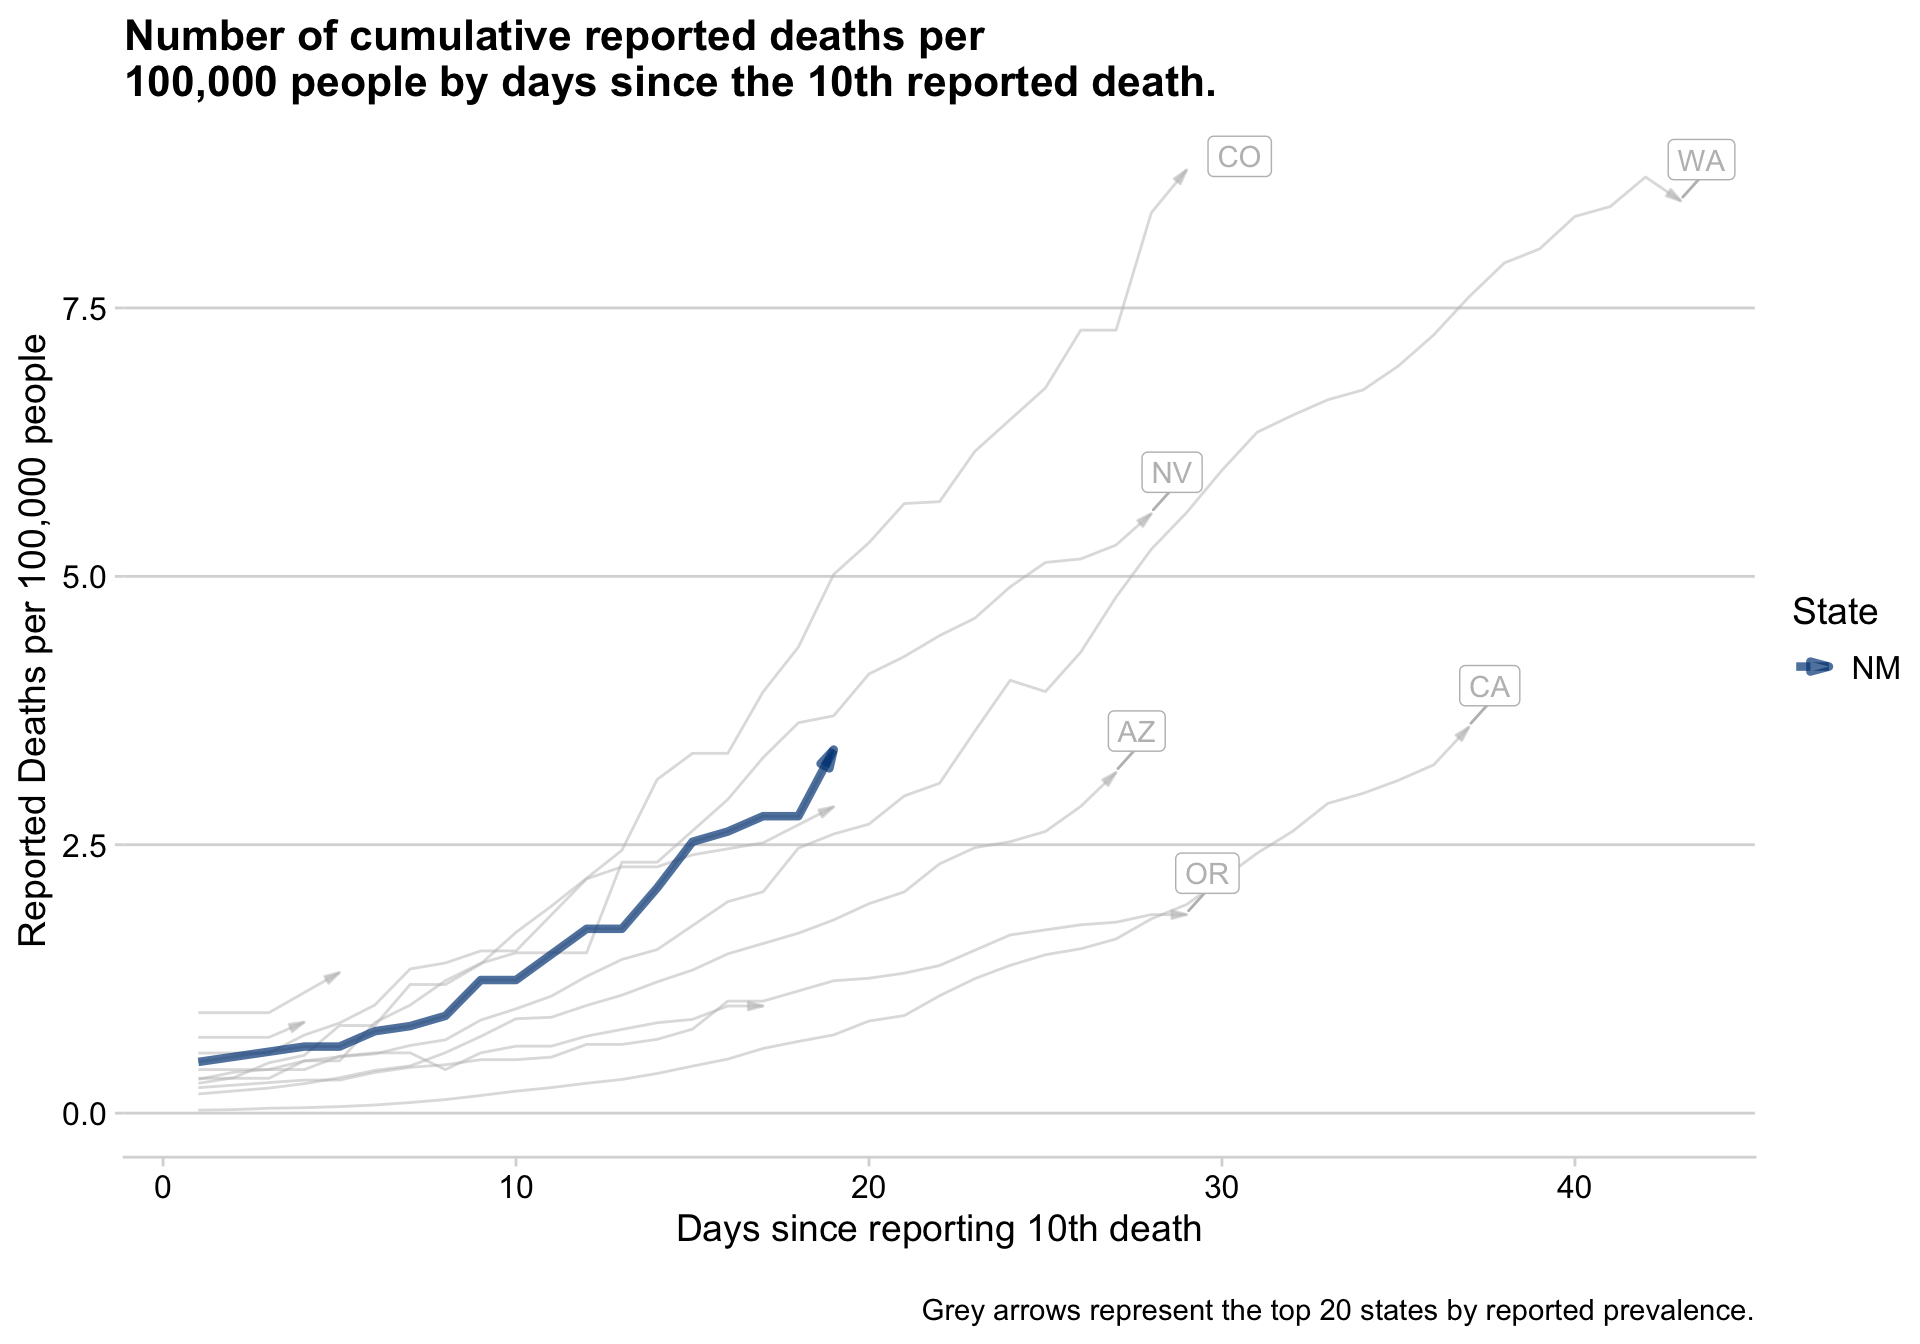 Number of cumulative reported deaths per
100,000 people by days since the 10th reported death.
CO
WA
7.5
NV
5.0
State
NM
CA
AZ
2.5
OR
0.0
Reported Deaths per 100,000 people
0 10 20 30 40
Days since reporting 10th death
Grey arrows represent the top 20 states by reported prevalence.